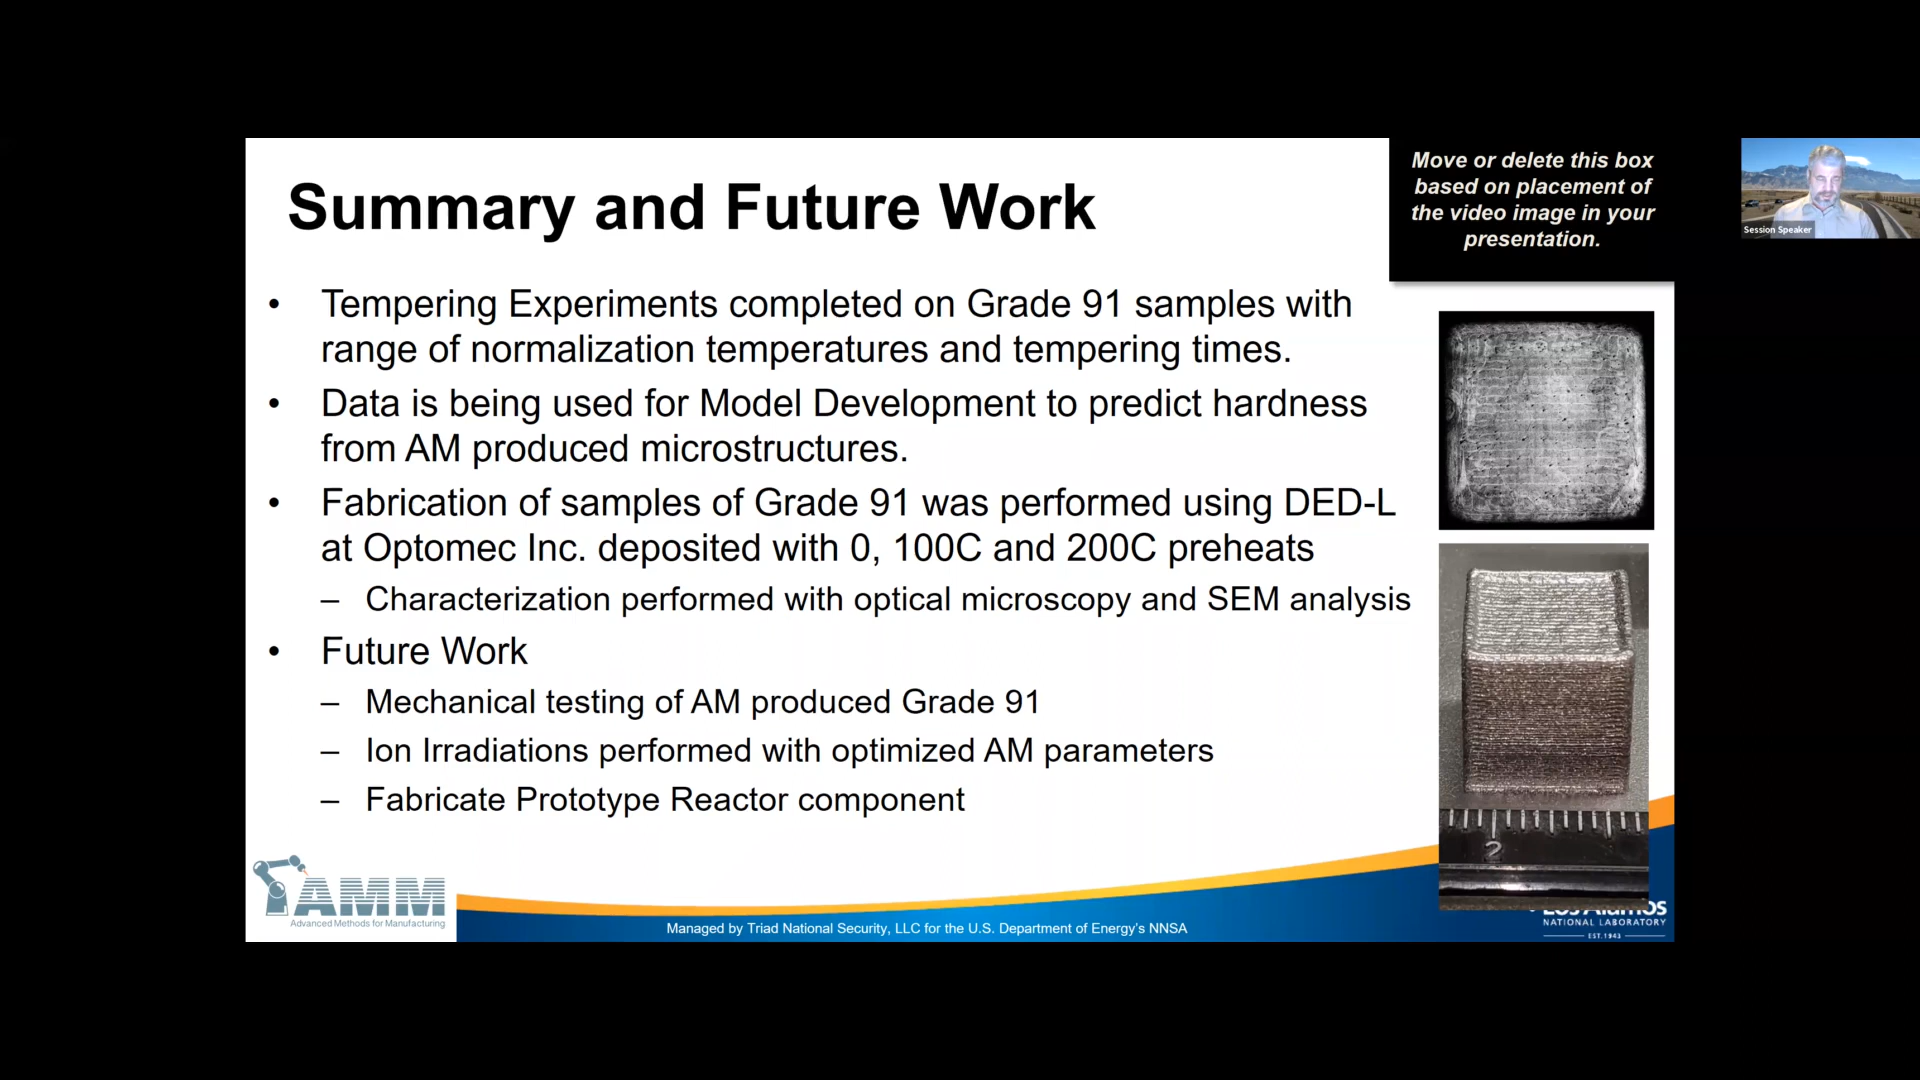 Summary and Future Work
Move or delete this box
based on placement of
the video image in your
presentation.
Session Speaker
• Tempering Experiments completed on Grade 91 samples with
range of normalization temperatures and tempering times.
• Data is being used for Model Development to predict hardness
from AM produced microstructures.
• Fabrication of samples of Grade 91 was performed using DED-L
at Optomec Inc. deposited with 0, 100C and 200C preheats
– Characterization performed with optical microscopy and SEM analysis
• Future Work
– Mechanical testing of AM produced Grade 91
– Ion Irradiations performed with optimized AM parameters
– Fabricate Prototype Reactor component
2
AMM
Advanced Methods for Manufacturing
Managed by Triad National Security, LLC for the U.S. Department of Energy's NNSA
Los Alamos
NATIONAL LABORATORY
EST.1943